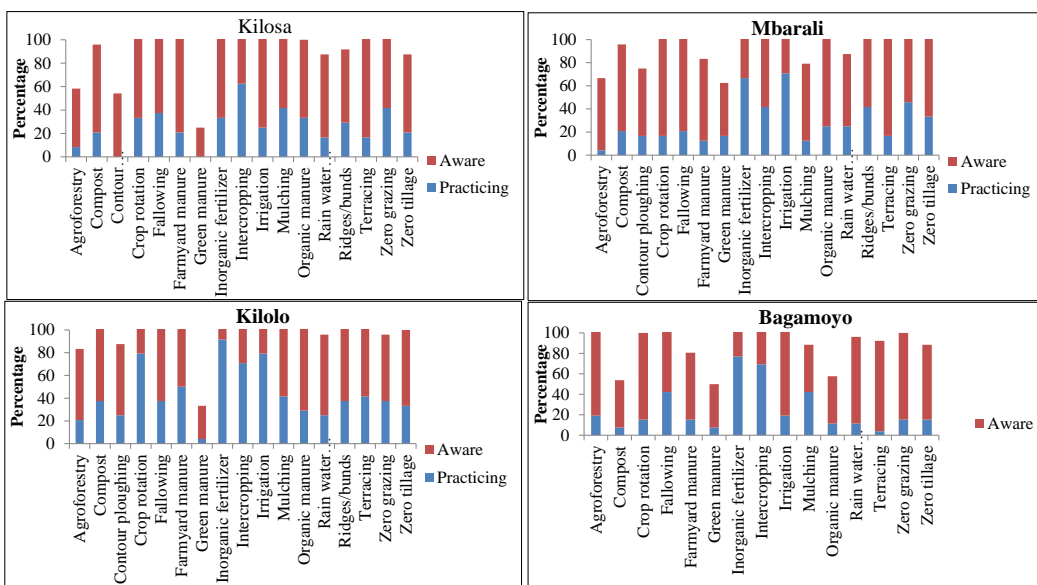 Kilosa
Percentage
100
80
60
40
20
0
Aware
Practicing
Agroforestry
Compost
Contour…
Crop rotation
Fallowing
Farmyard manure
Green manure
Inorganic fertilizer
Intercropping
Irrigation
Mulching
Organic manure
Rain water…
Ridges/bunds
Terracing
Zero grazing
Zero tillage
Mbarali
Percentage
100
80
60
40
20
0
Aware
Practicing
Agroforestry
Compost
Contour ploughing
Crop rotation
Fallowing
Farmyard manure
Green manure
Inorganic fertilizer
Intercropping
Irrigation
Mulching
Organic manure
Rain water…
Ridges/bunds
Terracing
Zero grazing
Zero tillage
Kilolo
Percentage
100
80
60
40
20
0
Aware
Practicing
Agroforestry
Compost
Contour ploughing
Crop rotation
Fallowing
Farmyard manure
Green manure
Inorganic fertilizer
Intercropping
Irrigation
Mulching
Organic manure
Rain water…
Ridges/bunds
Terracing
Zero grazing
Zero tillage
Bagamoyo
Percentage
100
80
60
40
20
0
Aware
Agroforestry
Compost
Crop rotation
Fallowing
Farmyard manure
Green manure
Inorganic fertilizer
Intercropping
Irrigation
Mulching
Organic manure
Rain water…
Terracing
Zero grazing
Zero tillage